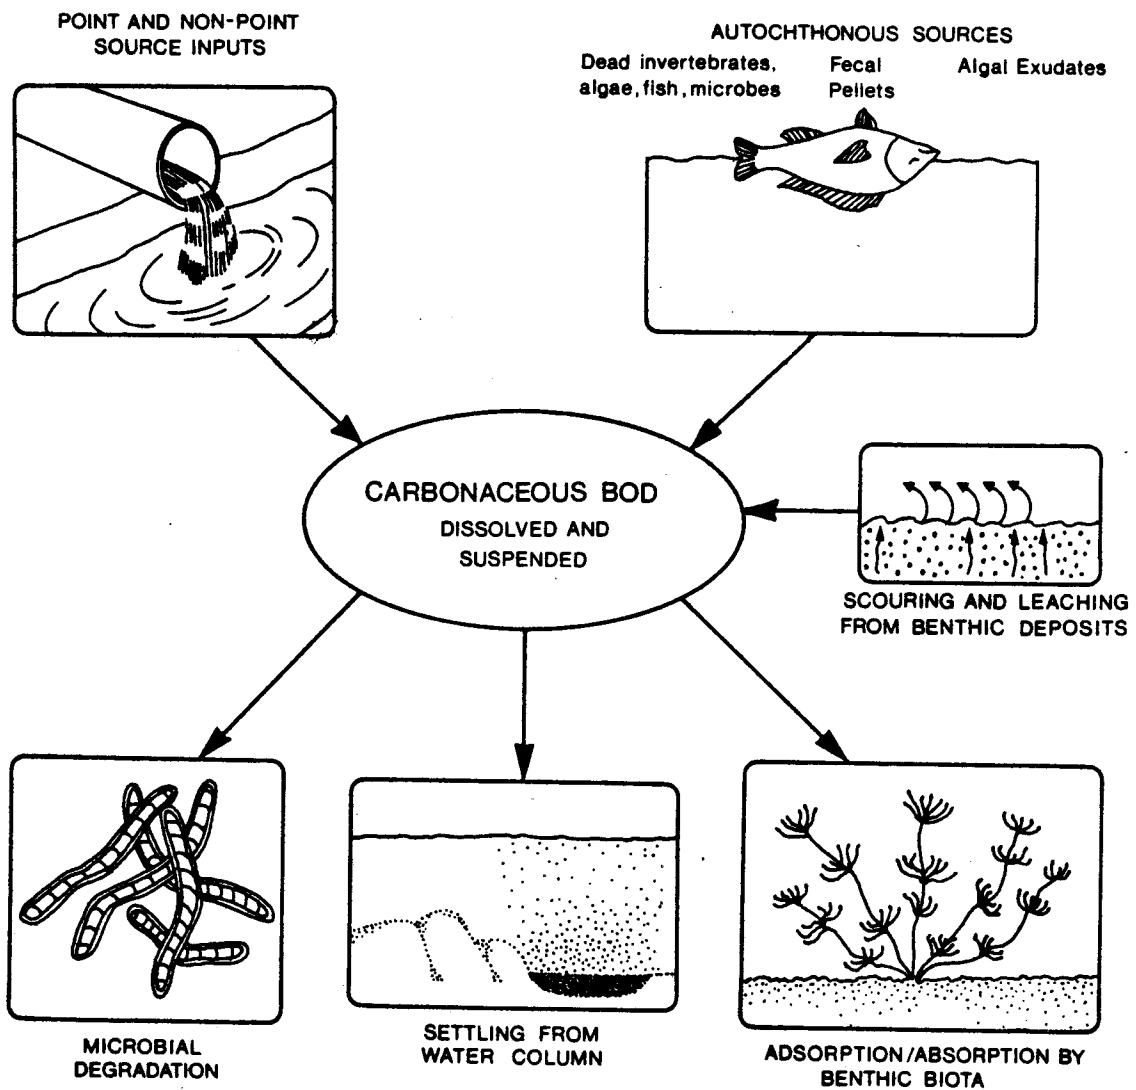 POINT AND NON-POINT
SOURCE INPUTS
AUTOCHTHONOUS SOURCES
Dead invertebrates,
algae, fish, microbes
Fecal
Pellets
Algal Exudates
CARBONACEOUS BOD
DISSOLVED AND
SUSPENDED
SCOURING AND LEACHING
FROM BENTHIC DEPOSITS
MICROBIAL
DEGRADATION
SETTLING FROM
WATER COLUMN
ADSORPTION/ABSORPTION BY
BENTHIC BIOTA